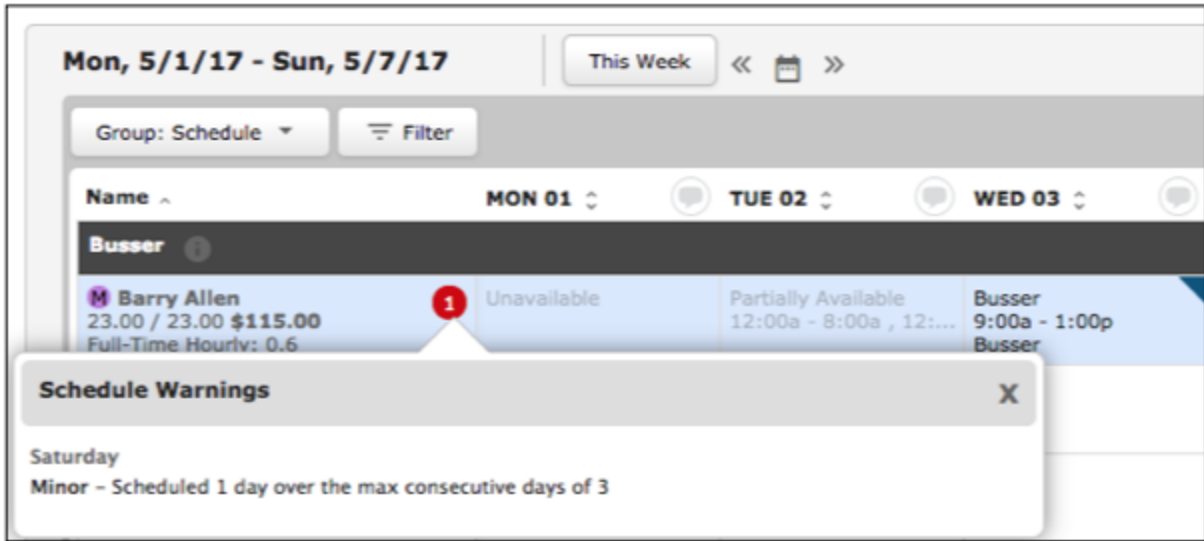 Mon, 5/1/17 - Sun, 5/7/17 This Week
Group: Schedule Filter
Name MON 01 TUE 02 WED 03
Busser
M Barry Allen 1 Unavailable Partially Available Busser
23.00 / 23.00 $115.00 12:00a - 8:00a , 12:... 9:00a - 1:00p
Full-Time Hourly: 0.6 Busser
Schedule Warnings X
Saturday
Minor - Scheduled 1 day over the max consecutive days of 3